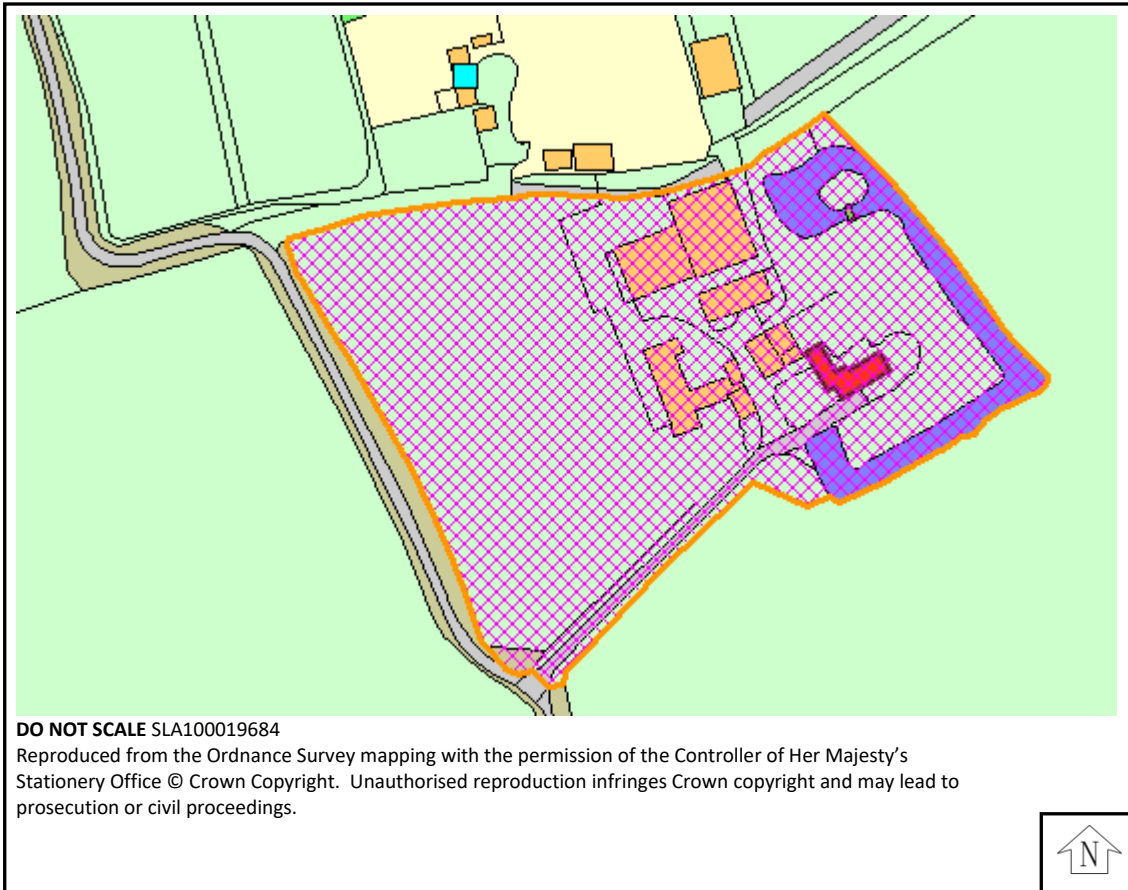 DO NOT SCALE SLA100019684
Reproduced from the Ordnance Survey mapping with the permission of the Controller of Her Majesty's
Stationery Office © Crown Copyright.  Unauthorised reproduction infringes Crown copyright and may lead to
prosecution or civil proceedings.
N